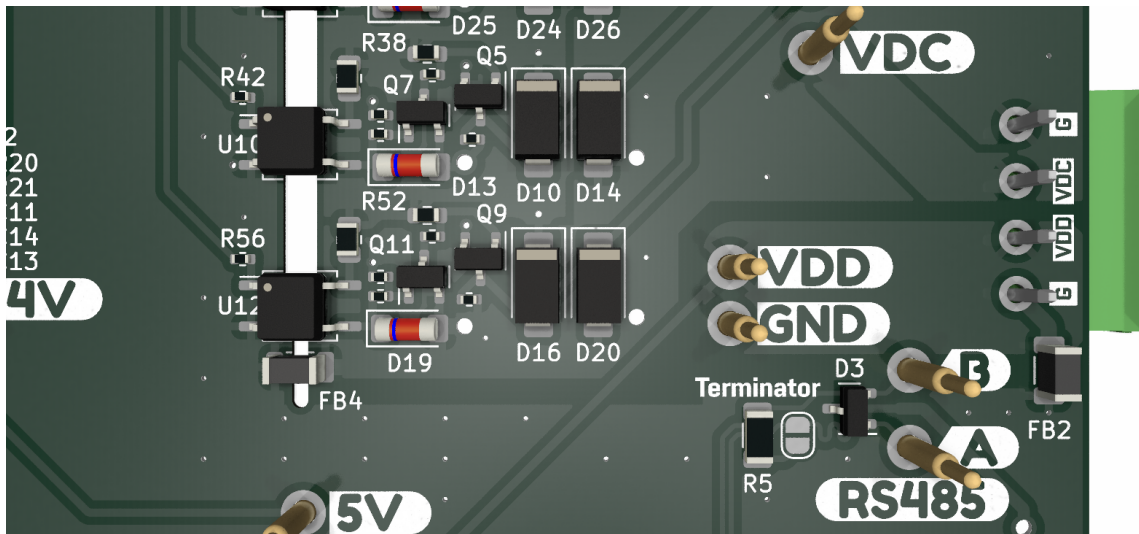 D25
D24
D26
R38
Q5
VDC
R42
Q7
G
2
20
21
11
14
13
U10
D13
D10
D14
VDC
R52
Q9
VDD
R56
Q11
VDD
G
4V
U12
GND
D19
D16
D20
D3
B
Terminator
FB4
FB2
A
R5
RS485
5V